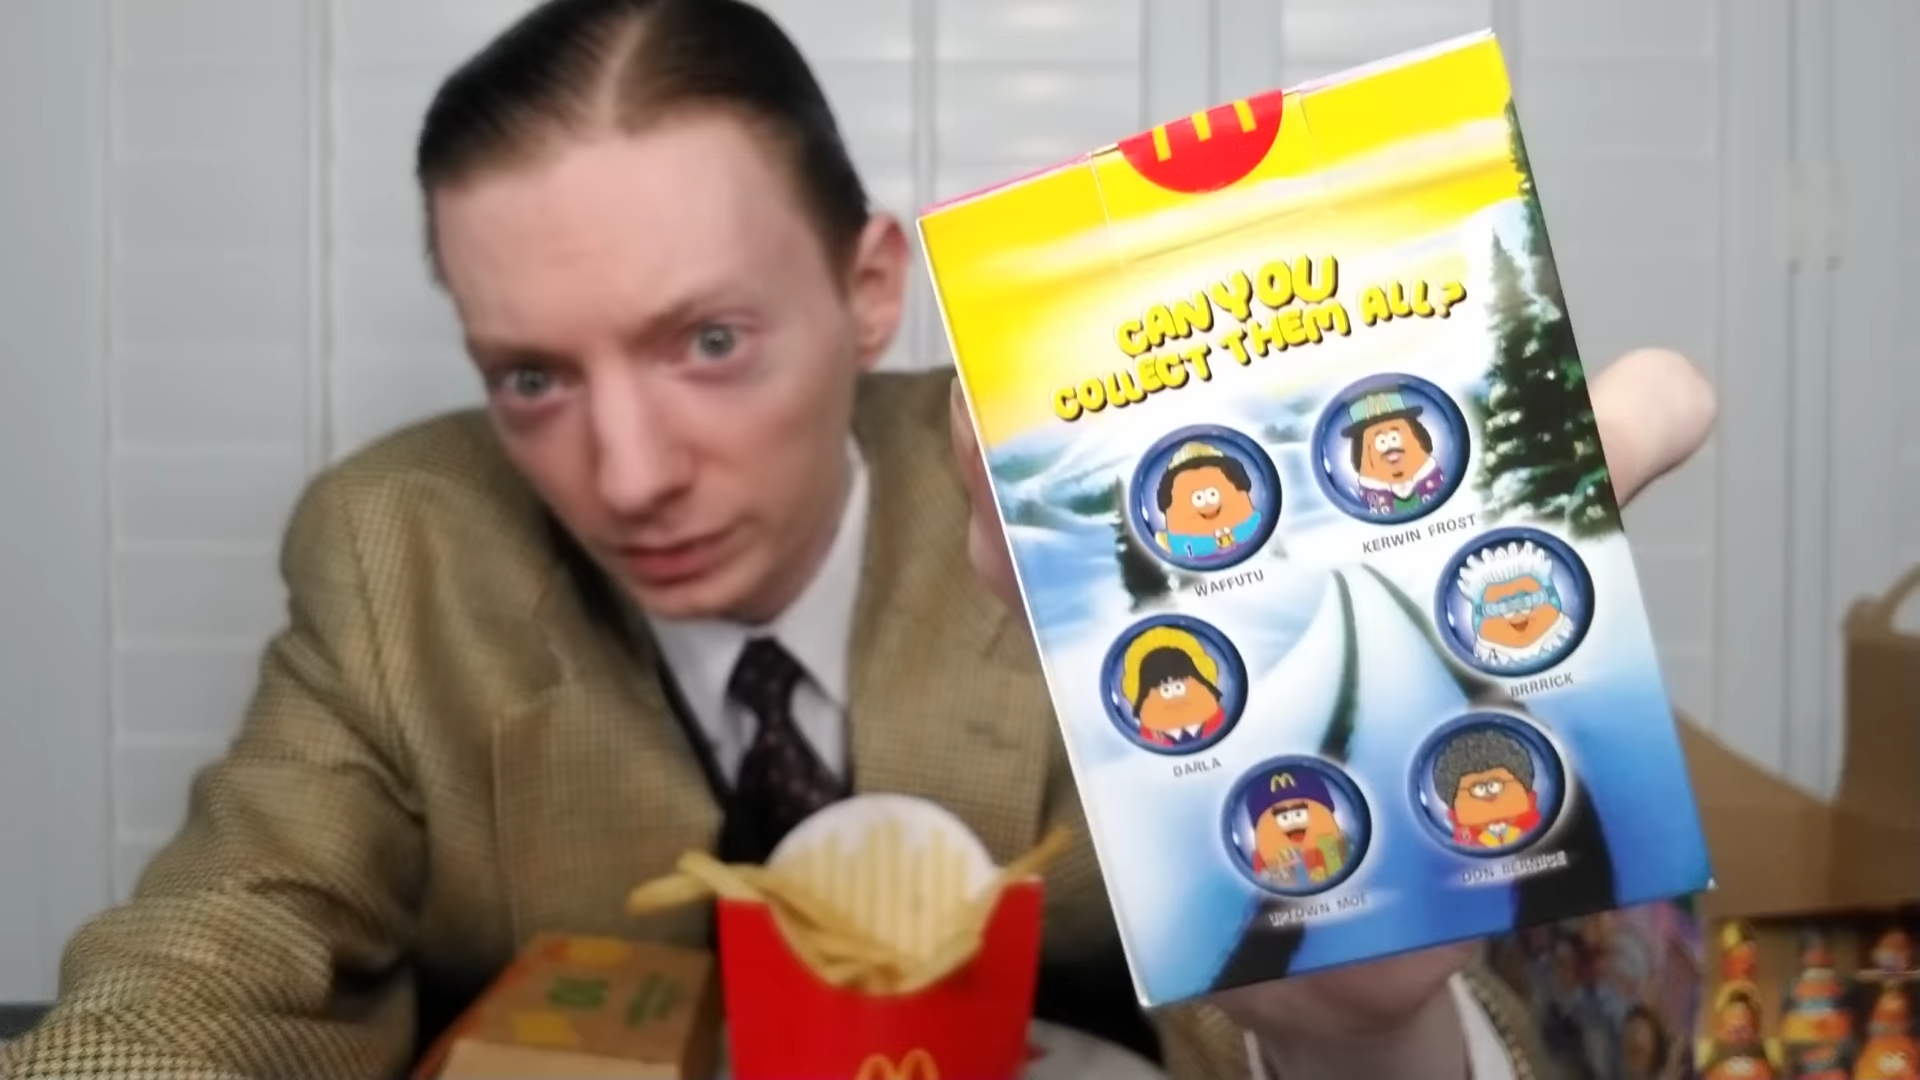 CAN YOU
COLLECT THEM ALL?
KERWIN FROST
WAFFUTU
BRRRICK
DARLA
DON BERNICE
UPTOWN MOE